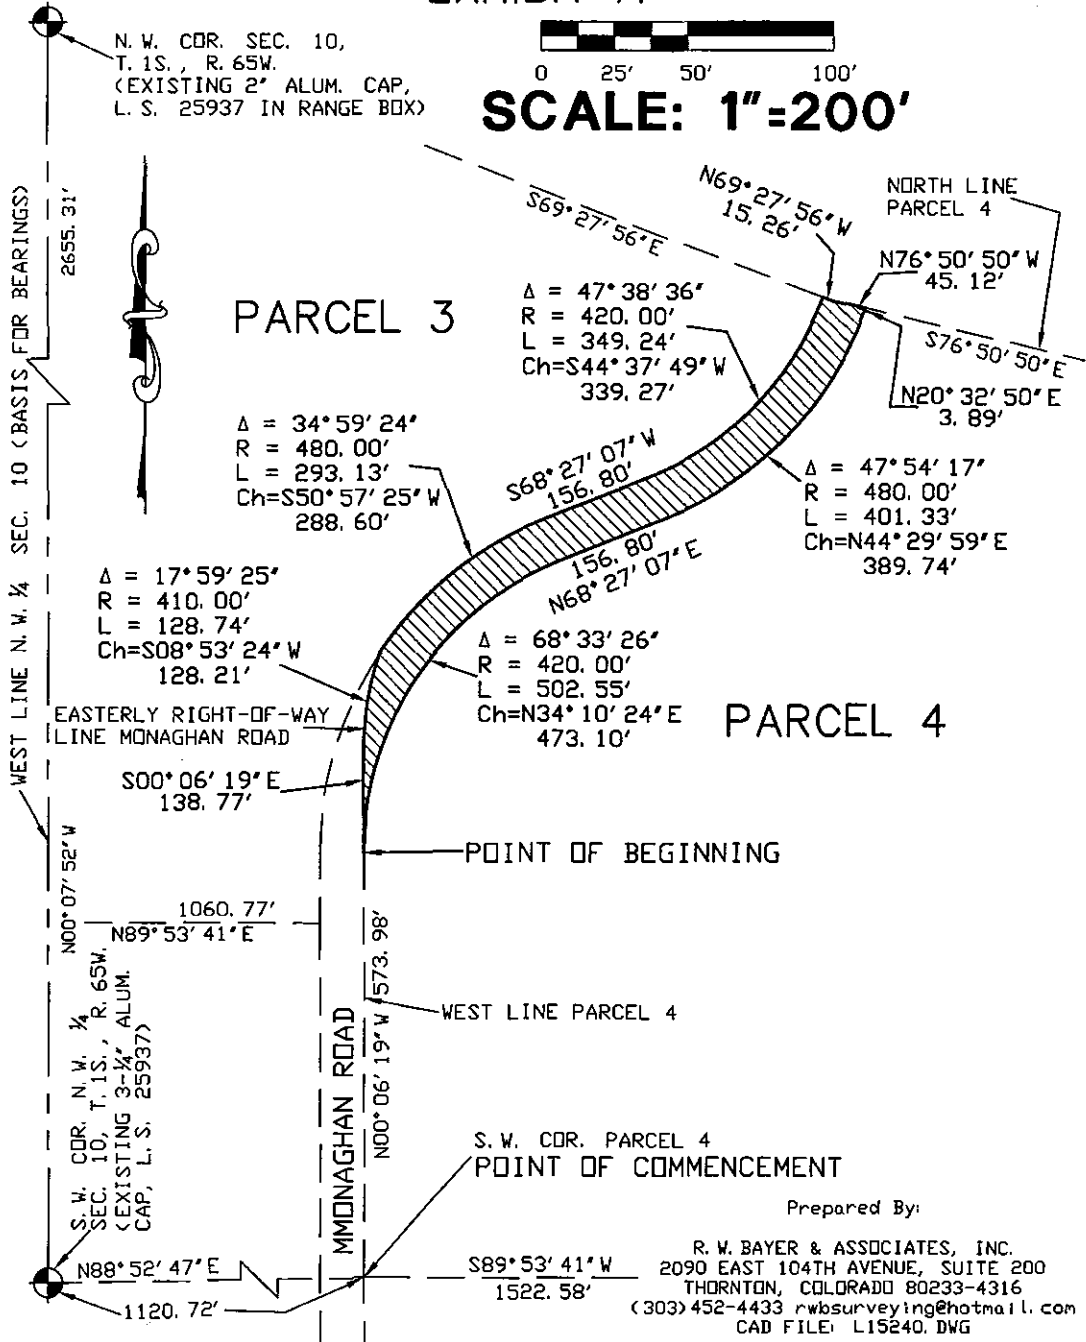 N. W. COR. SEC. 10,
T. 1S., R. 65W.
(EXISTING 2" ALUM. CAP,
L. S. 25937 IN RANGE BOX)
0 25' 50' 100'
SCALE: 1"=200'
WEST LINE N. W. ¼ SEC. 10 (BASIS FOR BEARINGS)
2655. 31'
N00° 07' 52" W
PARCEL 3
S69° 27' 56" E
N69° 27' 56" W
15. 26'
NORTH LINE
PARCEL 4
N76° 50' 50" W
45. 12'
S76° 50' 50" E
N20° 32' 50" E
3. 89'
Δ = 47° 38' 36"
R = 420. 00'
L = 349. 24'
Ch=S44° 37' 49" W
339. 27'
Δ = 34° 59' 24"
R = 480. 00'
L = 293. 13'
Ch=S50° 57' 25" W
288. 60'
S68° 27' 07" W
156. 80'
156. 80'
N68° 27' 07" E
Δ = 47° 54' 17"
R = 480. 00'
L = 401. 33'
Ch=N44° 29' 59" E
389. 74'
Δ = 17° 59' 25"
R = 410. 00'
L = 128. 74'
Ch=S08° 53' 24" W
128. 21'
Δ = 68° 33' 26"
R = 420. 00'
L = 502. 55'
Ch=N34° 10' 24" E
473. 10'
PARCEL 4
EASTERLY RIGHT-OF-WAY
LINE MONAGHAN ROAD
S00° 06' 19" E
138. 77'
POINT OF BEGINNING
1060. 77'
N89° 53' 41" E
573. 98'
N00° 06' 19" W
WEST LINE PARCEL 4
MMONAGHAN ROAD
S. W. COR. N. W. ¼
SEC. 10, T. 1S., R. 65W.
(EXISTING 3-¼" ALUM.
CAP, L. S. 25937)
S. W. COR. PARCEL 4
POINT OF COMMENCEMENT
N88° 52' 47" E
1120. 72'
S89° 53' 41" W
1522. 58'
Prepared By:
R. W. BAYER & ASSOCIATES, INC.
2090 EAST 104TH AVENUE, SUITE 200
THORNTON, COLORADO 80233-4316
(303) 452-4433 rwbsurveying@hotmail. com
CAD FILE: L15240. DWG